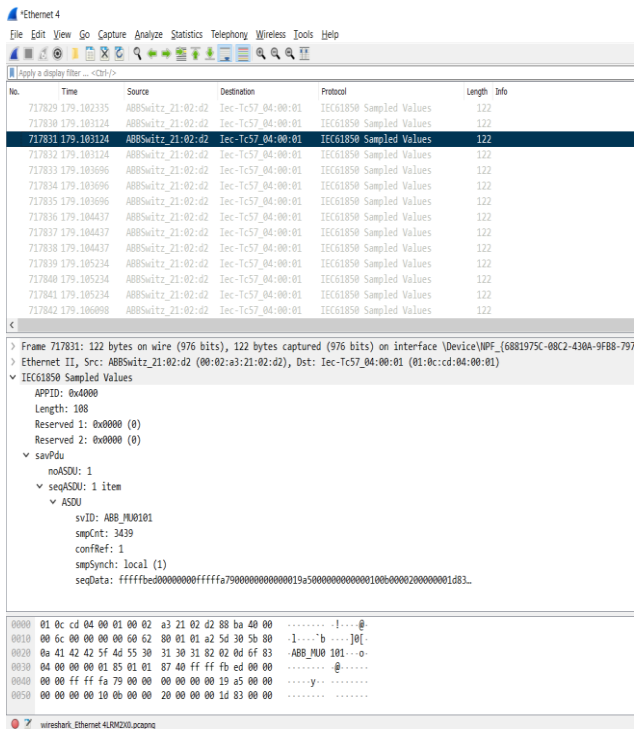 *Ethernet 4
File Edit View Go Capture Analyze Statistics Telephony Wireless Tools Help
Apply a display filter ... <Ctrl-/>
No. Time Source Destination Protocol Length Info
717829 179.102335 ABBSwitz_21:02:d2 Iec-Tc57_04:00:01 IEC61850 Sampled Values 122
717830 179.103124 ABBSwitz_21:02:d2 Iec-Tc57_04:00:01 IEC61850 Sampled Values 122
717831 179.103124 ABBSwitz_21:02:d2 Iec-Tc57_04:00:01 IEC61850 Sampled Values 122
717832 179.103124 ABBSwitz_21:02:d2 Iec-Tc57_04:00:01 IEC61850 Sampled Values 122
717833 179.103696 ABBSwitz_21:02:d2 Iec-Tc57_04:00:01 IEC61850 Sampled Values 122
717834 179.103696 ABBSwitz_21:02:d2 Iec-Tc57_04:00:01 IEC61850 Sampled Values 122
717835 179.103696 ABBSwitz_21:02:d2 Iec-Tc57_04:00:01 IEC61850 Sampled Values 122
717836 179.104437 ABBSwitz_21:02:d2 Iec-Tc57_04:00:01 IEC61850 Sampled Values 122
717837 179.104437 ABBSwitz_21:02:d2 Iec-Tc57_04:00:01 IEC61850 Sampled Values 122
717838 179.104437 ABBSwitz_21:02:d2 Iec-Tc57_04:00:01 IEC61850 Sampled Values 122
717839 179.105234 ABBSwitz_21:02:d2 Iec-Tc57_04:00:01 IEC61850 Sampled Values 122
717840 179.105234 ABBSwitz_21:02:d2 Iec-Tc57_04:00:01 IEC61850 Sampled Values 122
717841 179.105234 ABBSwitz_21:02:d2 Iec-Tc57_04:00:01 IEC61850 Sampled Values 122
717842 179.106098 ABBSwitz_21:02:d2 Iec-Tc57_04:00:01 IEC61850 Sampled Values 122
Frame 717831: 122 bytes on wire (976 bits), 122 bytes captured (976 bits) on interface \Device\NPF_{6881975C-08C2-430A-9FB8-797
Ethernet II, Src: ABBSwitz_21:02:d2 (00:02:a3:21:02:d2), Dst: Iec-Tc57_04:00:01 (01:0c:cd:04:00:01)
IEC61850 Sampled Values
APPID: 0x4000
Length: 108
Reserved 1: 0x0000 (0)
Reserved 2: 0x0000 (0)
savPdu
noASDU: 1
seqASDU: 1 item
ASDU
svID: ABB_MU0101
smpCnt: 3439
confRef: 1
smpSynch: local (1)
seqData: fffffbed00000000fffffa7900000000000019a5000000000000100b0000200000001d83…
0000 01 0c cd 04 00 01 00 02 a3 21 02 d2 88 ba 40 00 ········ ·!····@·
0010 00 6c 00 00 00 00 60 62 80 01 01 a2 5d 30 5b 80 ·l····`b ····]0[·
0020 0a 41 42 42 5f 4d 55 30 31 30 31 82 02 0d 6f 83 ·ABB_MU0 101···o·
0030 04 00 00 00 01 85 01 01 87 40 ff ff fb ed 00 00 ········ ·@······
0040 00 00 ff ff fa 79 00 00 00 00 00 00 19 a5 00 00 ·····y·· ········
0050 00 00 00 00 10 0b 00 00 20 00 00 00 1d 83 00 00 ········ ········
wireshark_Ethernet 4LRM2X0.pcapng